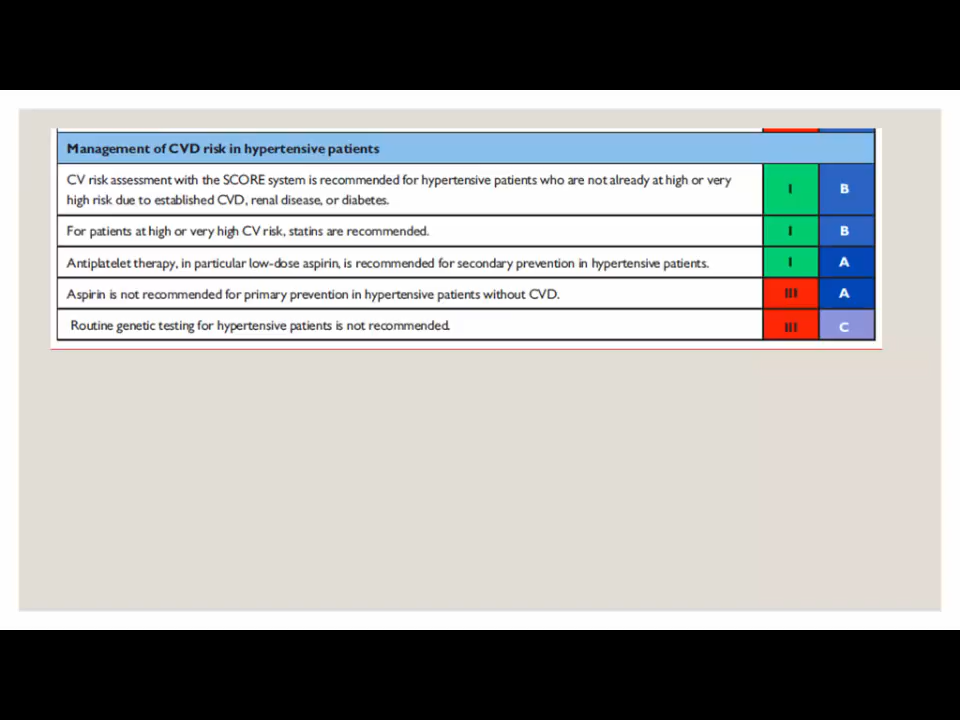 Management of CVD risk in hypertensive patients
CV risk assessment with the SCORE system is recommended for hypertensive patients who are not already at high or very
high risk due to established CVD, renal disease, or diabetes.
I
B
For patients at high or very high CV risk, statins are recommended.
I
B
Antiplatelet therapy, in particular low-dose aspirin, is recommended for secondary prevention in hypertensive patients.
I
A
Aspirin is not recommended for primary prevention in hypertensive patients without CVD.
III
A
Routine genetic testing for hypertensive patients is not recommended.
III
C